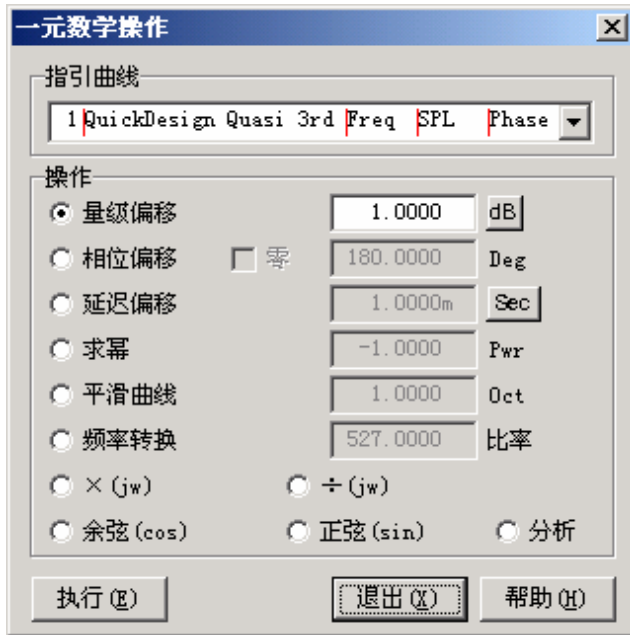 一元数学操作
指引曲线
1 QuickDesign Quasi 3rd Freq SPL Phase
操作
量级偏移 1.0000 dB
相位偏移 零 180.0000 Deg
延迟偏移 1.0000m Sec
求幂 -1.0000 Pwr
平滑曲线 1.0000 Oct
频率转换 527.0000 比率
×(jw) ÷(jw)
余弦(cos) 正弦(sin) 分析
执行(E) 退出(X) 帮助(H)